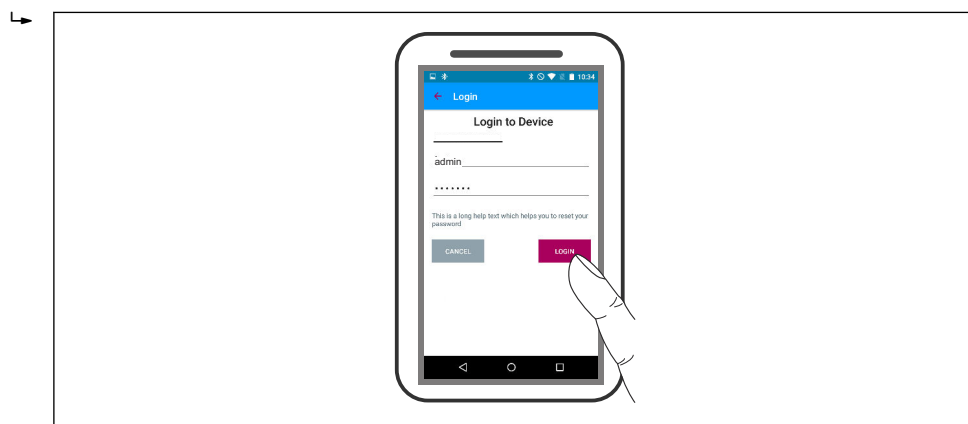 10:34
Login
Login to Device
admin
•••••••
This is a long help text which helps you to reset your
password
CANCEL
LOGIN